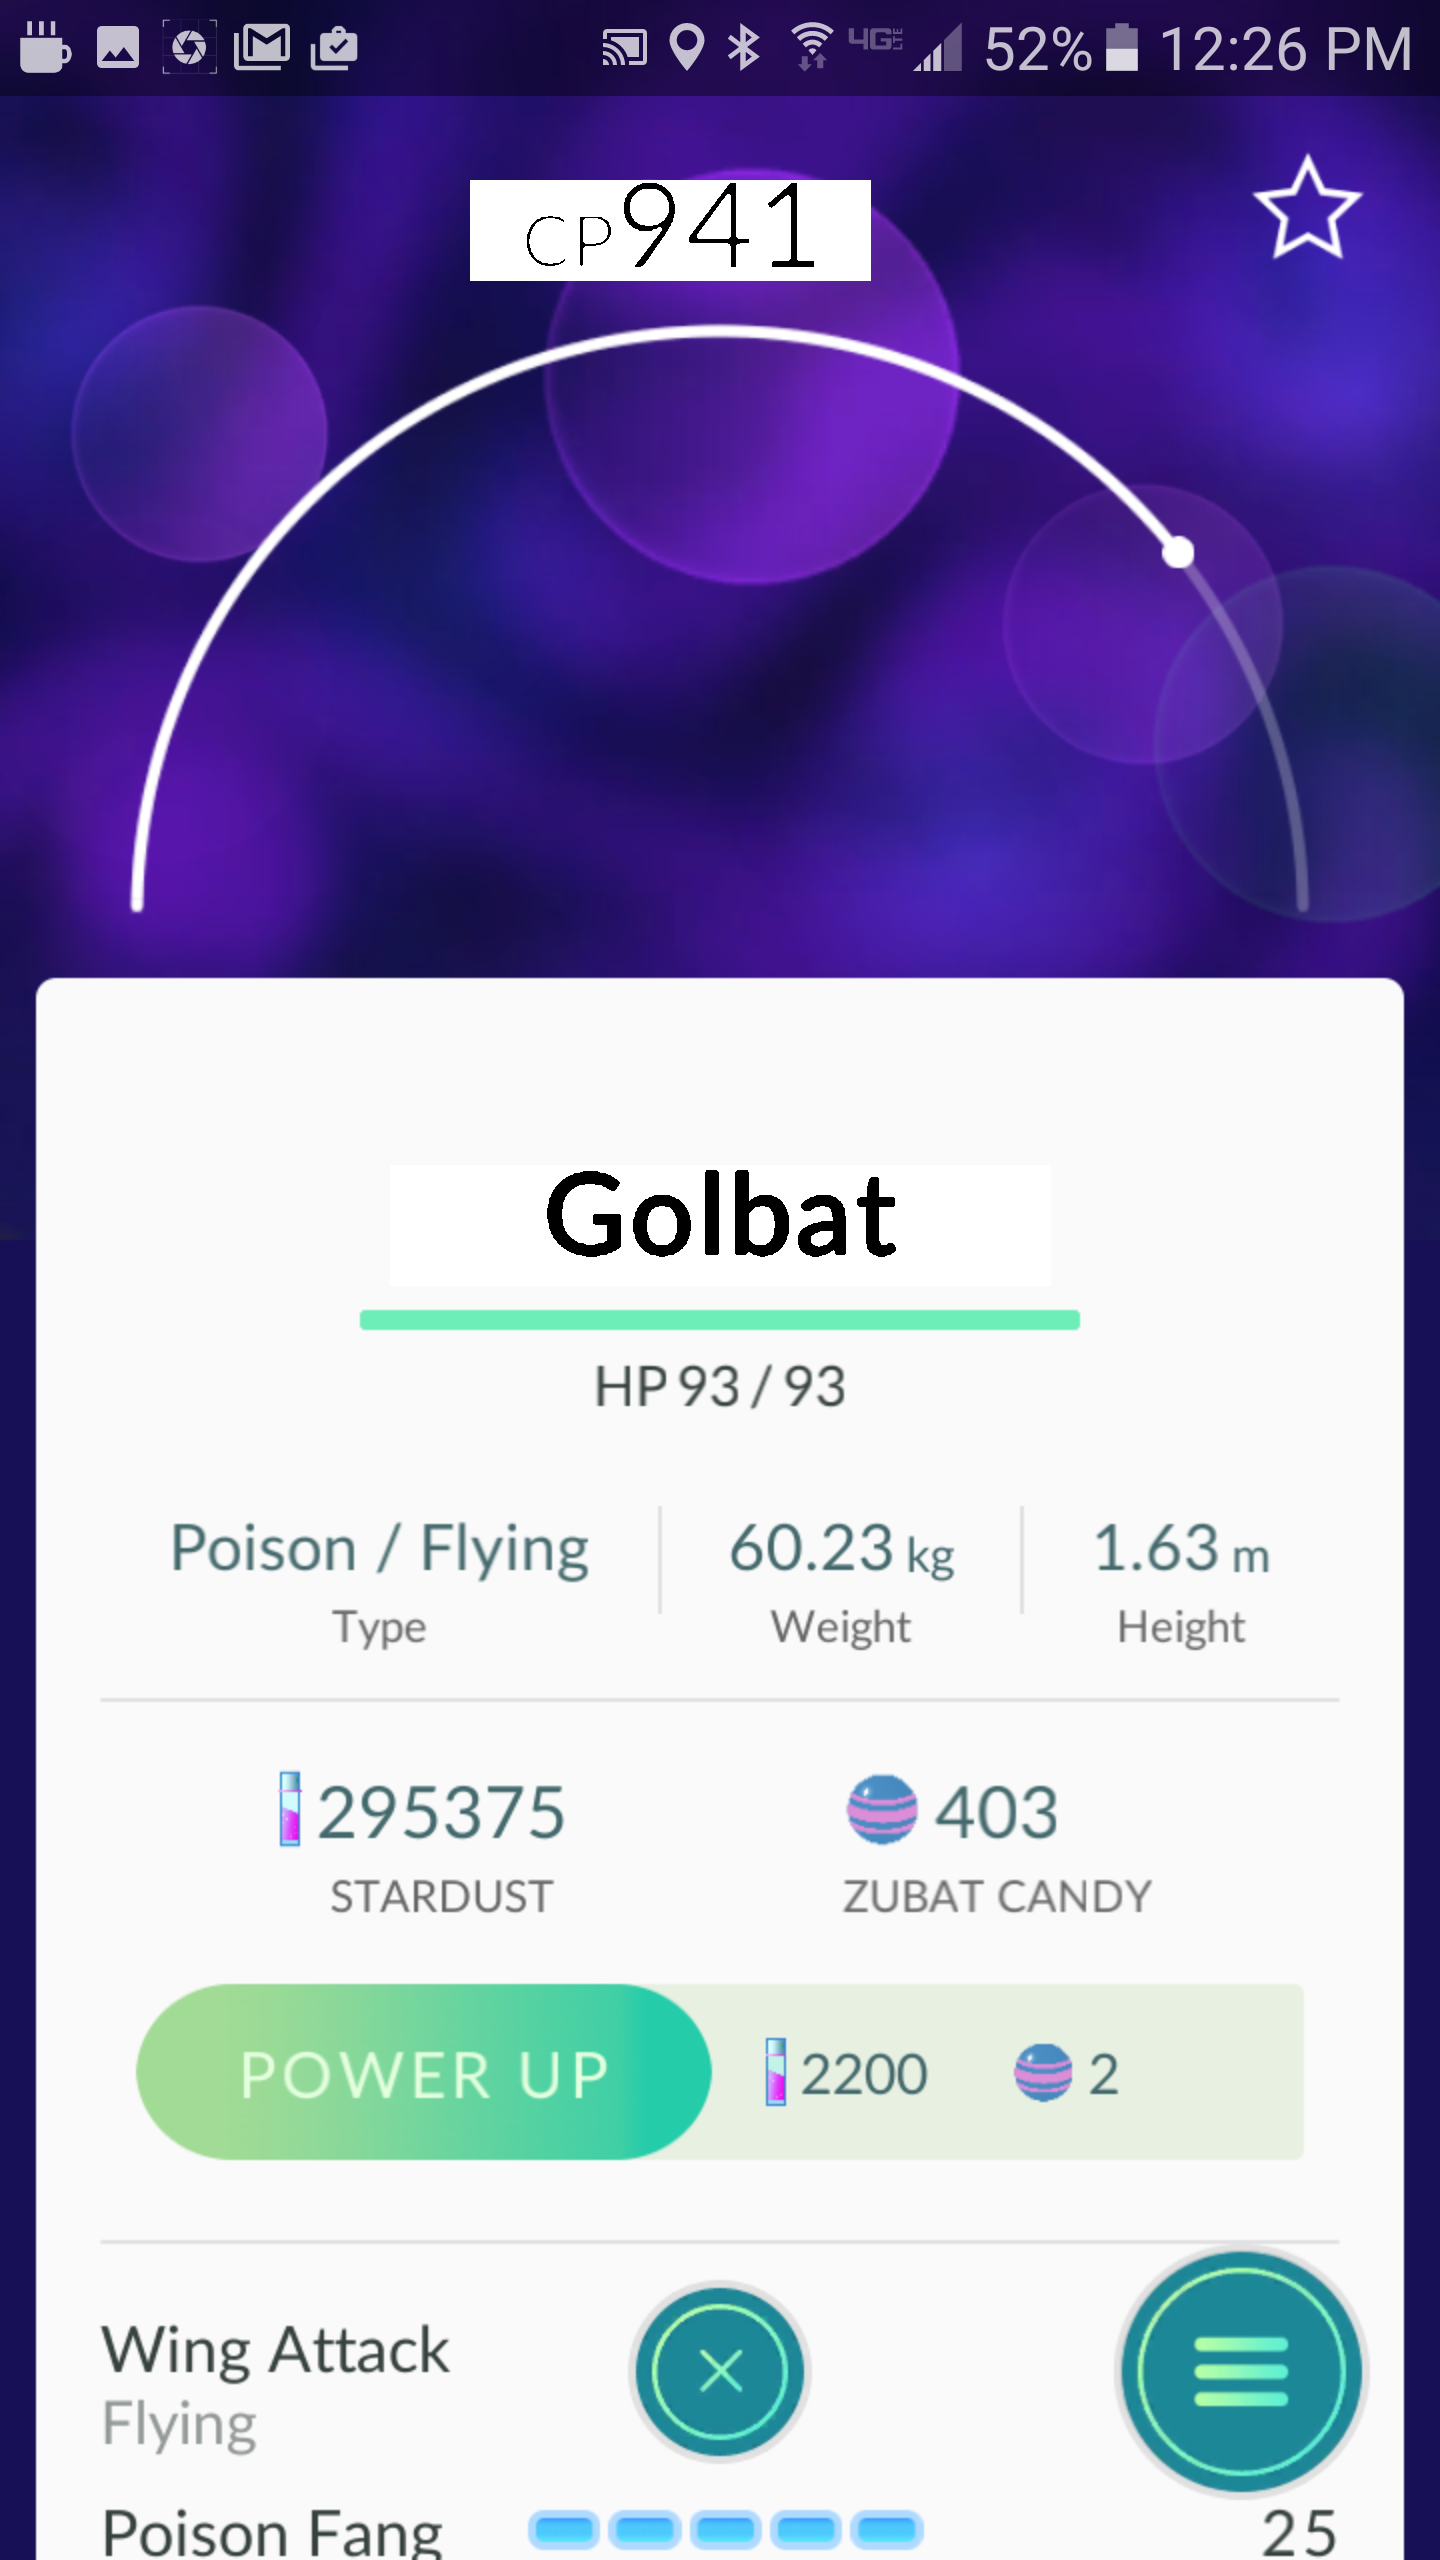 4G LTE 52% 12:26 PM
CP941
Golbat
HP 93 / 93
Poison / Flying 60.23 kg 1.63 m
Type Weight Height
295375 403
STARDUST ZUBAT CANDY
POWER UP 2200 2
Wing Attack
Flying
Poison Fang 25